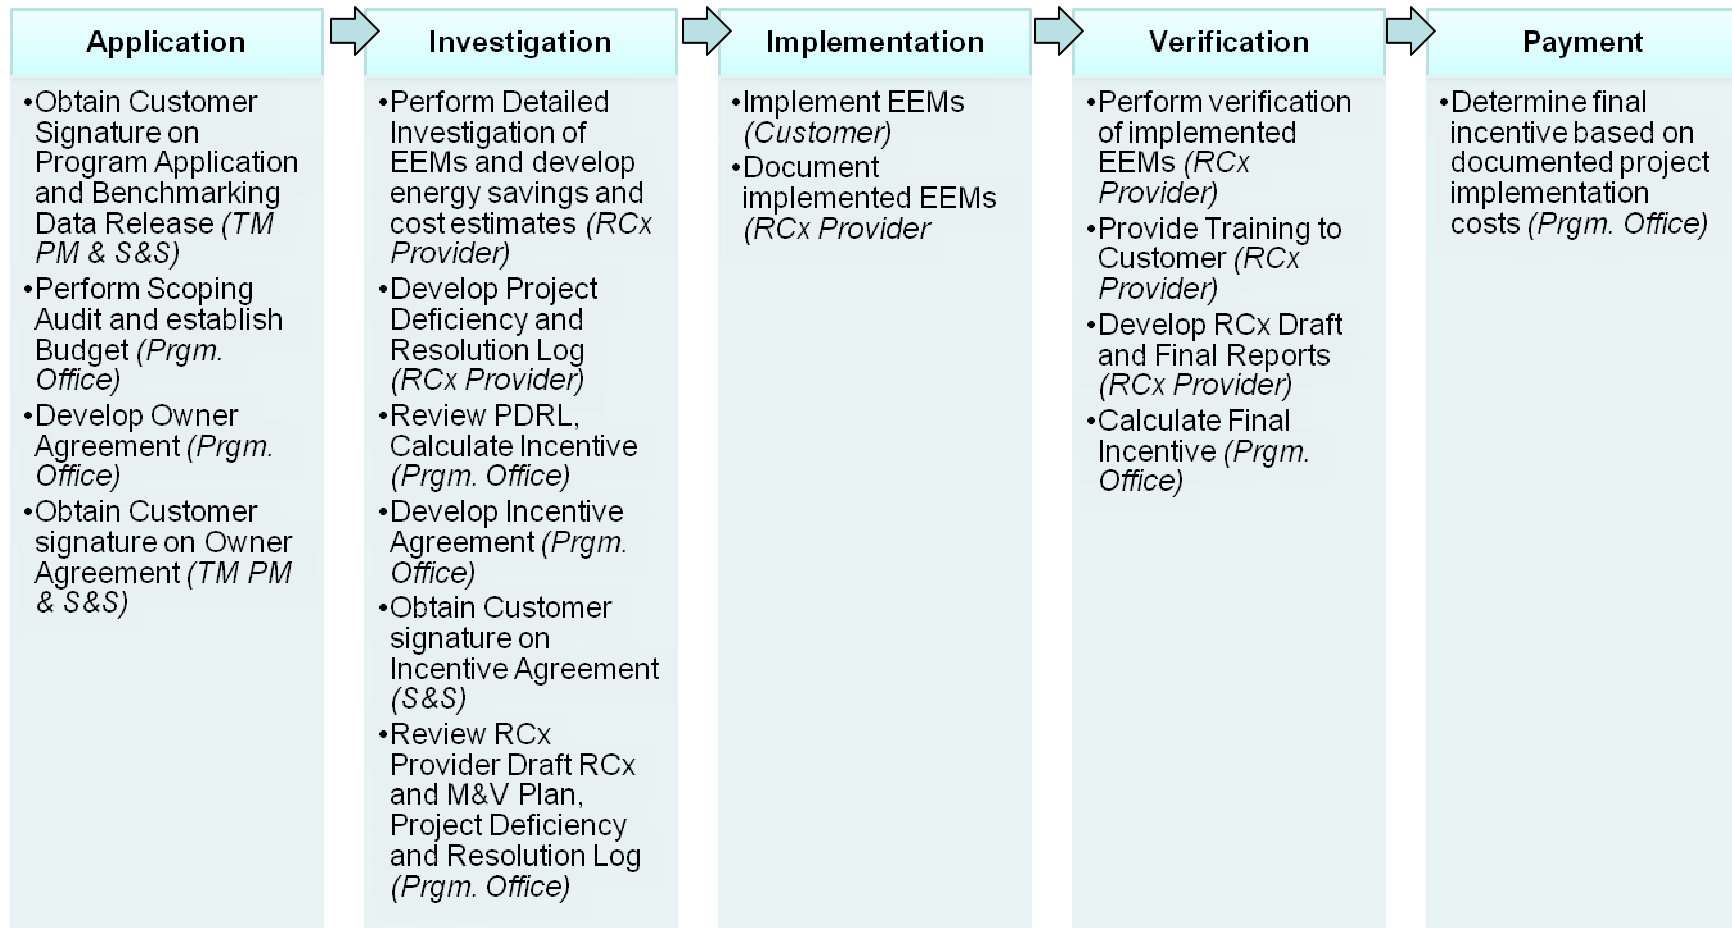 Application
•Obtain Customer
Signature on
Program Application
and Benchmarking
Data Release (TM
PM & S&S)
•Perform Scoping
Audit and establish
Budget (Prgm.
Office)
•Develop Owner
Agreement (Prgm.
Office)
•Obtain Customer
signature on Owner
Agreement (TM PM
& S&S)
Investigation
•Perform Detailed
Investigation of
EEMs and develop
energy savings and
cost estimates (RCx
Provider)
•Develop Project
Deficiency and
Resolution Log
(RCx Provider)
•Review PDRL,
Calculate Incentive
(Prgm. Office)
•Develop Incentive
Agreement (Prgm.
Office)
•Obtain Customer
signature on
Incentive Agreement
(S&S)
•Review RCx
Provider Draft RCx
and M&V Plan,
Project Deficiency
and Resolution Log
(Prgm. Office)
Implementation
•Implement EEMs
(Customer)
•Document
implemented EEMs
(RCx Provider
Verification
•Perform verification
of implemented
EEMs (RCx
Provider)
•Provide Training to
Customer (RCx
Provider)
•Develop RCx Draft
and Final Reports
(RCx Provider)
•Calculate Final
Incentive (Prgm.
Office)
Payment
•Determine final
incentive based on
documented project
implementation
costs (Prgm. Office)